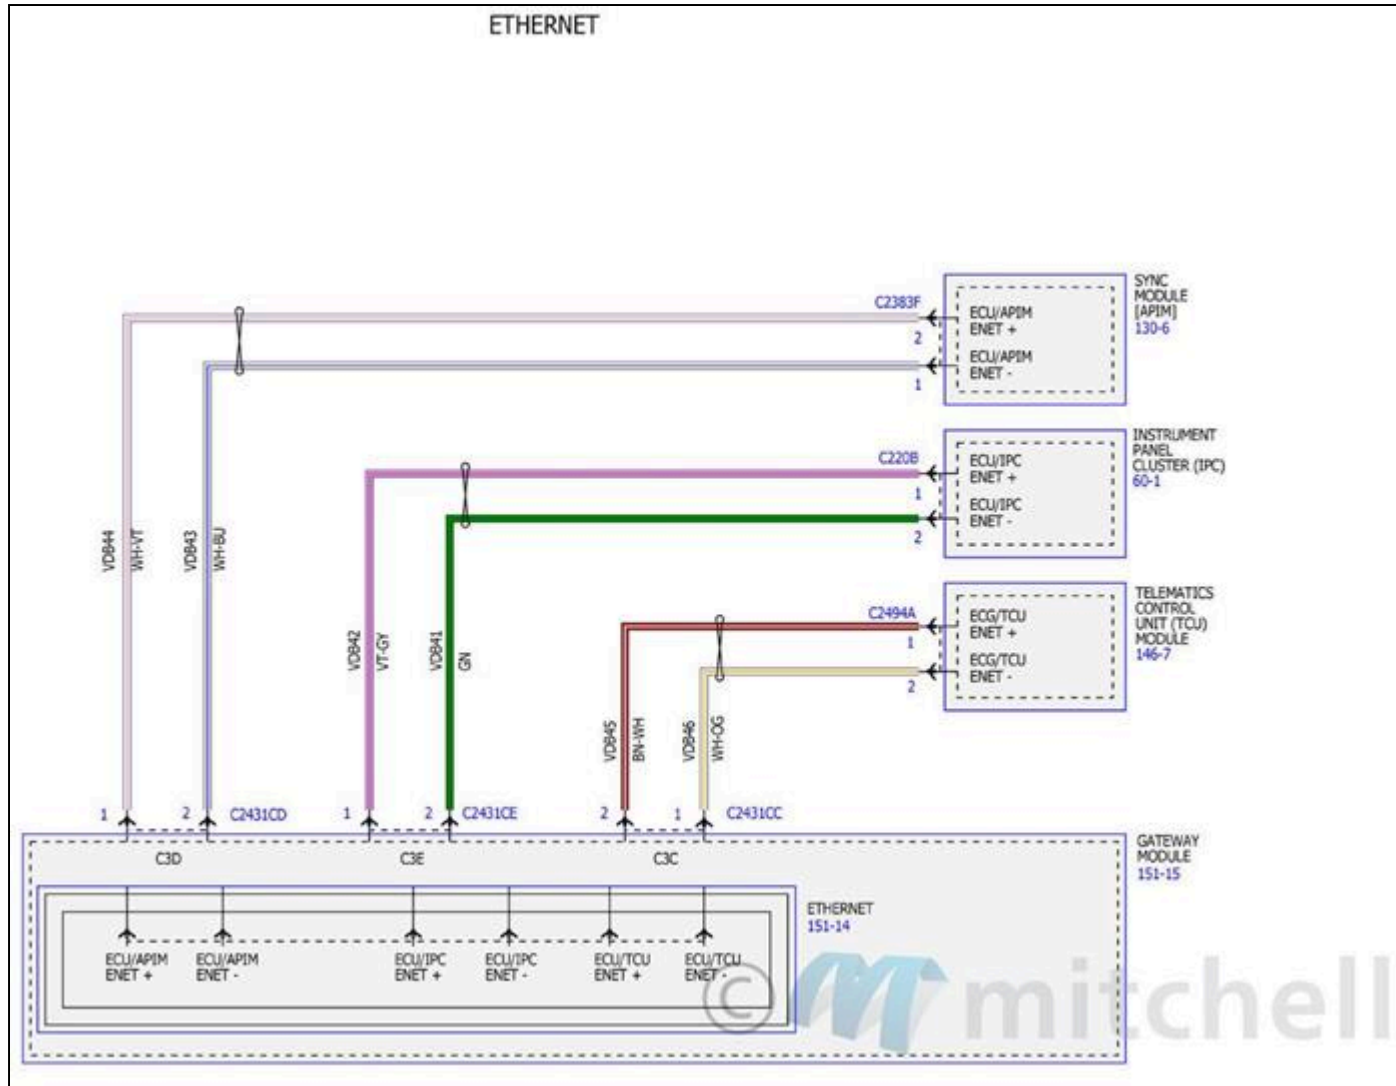 ETHERNET
C2383F
2
1
ECU/APIM
ENET +
ECU/APIM
ENET -
SYNC
MODULE
[APIM]
130-6
C220B
1
2
ECU/IPC
ENET +
ECU/IPC
ENET -
INSTRUMENT
PANEL
CLUSTER (IPC)
60-1
C2494A
1
2
ECG/TCU
ENET +
ECG/TCU
ENET -
TELEMATICS
CONTROL
UNIT (TCU)
MODULE
146-7
VDB44
WH-VT
VDB43
WH-BU
VDB42
VT-GY
VDB41
GN
VDB45
BN-WH
VDB46
WH-OG
1
2
C2431CD
1
2
C2431CE
2
1
C2431CC
C3D
C3E
C3C
GATEWAY
MODULE
151-15
ETHERNET
151-14
ECU/APIM
ENET +
ECU/APIM
ENET -
ECU/IPC
ENET +
ECU/IPC
ENET -
ECU/TCU
ENET +
ECU/TCU
ENET -
© mitchell